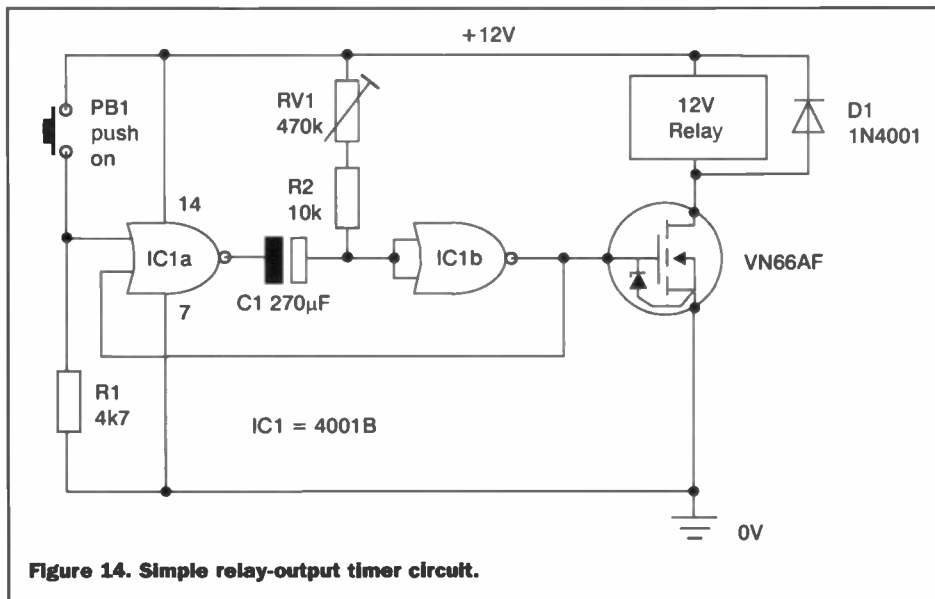 +12V
PB1
push
on
RV1
470k
12V
Relay
D1
1N4001
R2
10k
14
IC1a
C1 270µF
IC1b
VN66AF
7
R1
4k7
IC1 = 4001B
0V
Figure 14. Simple relay-output timer circuit.